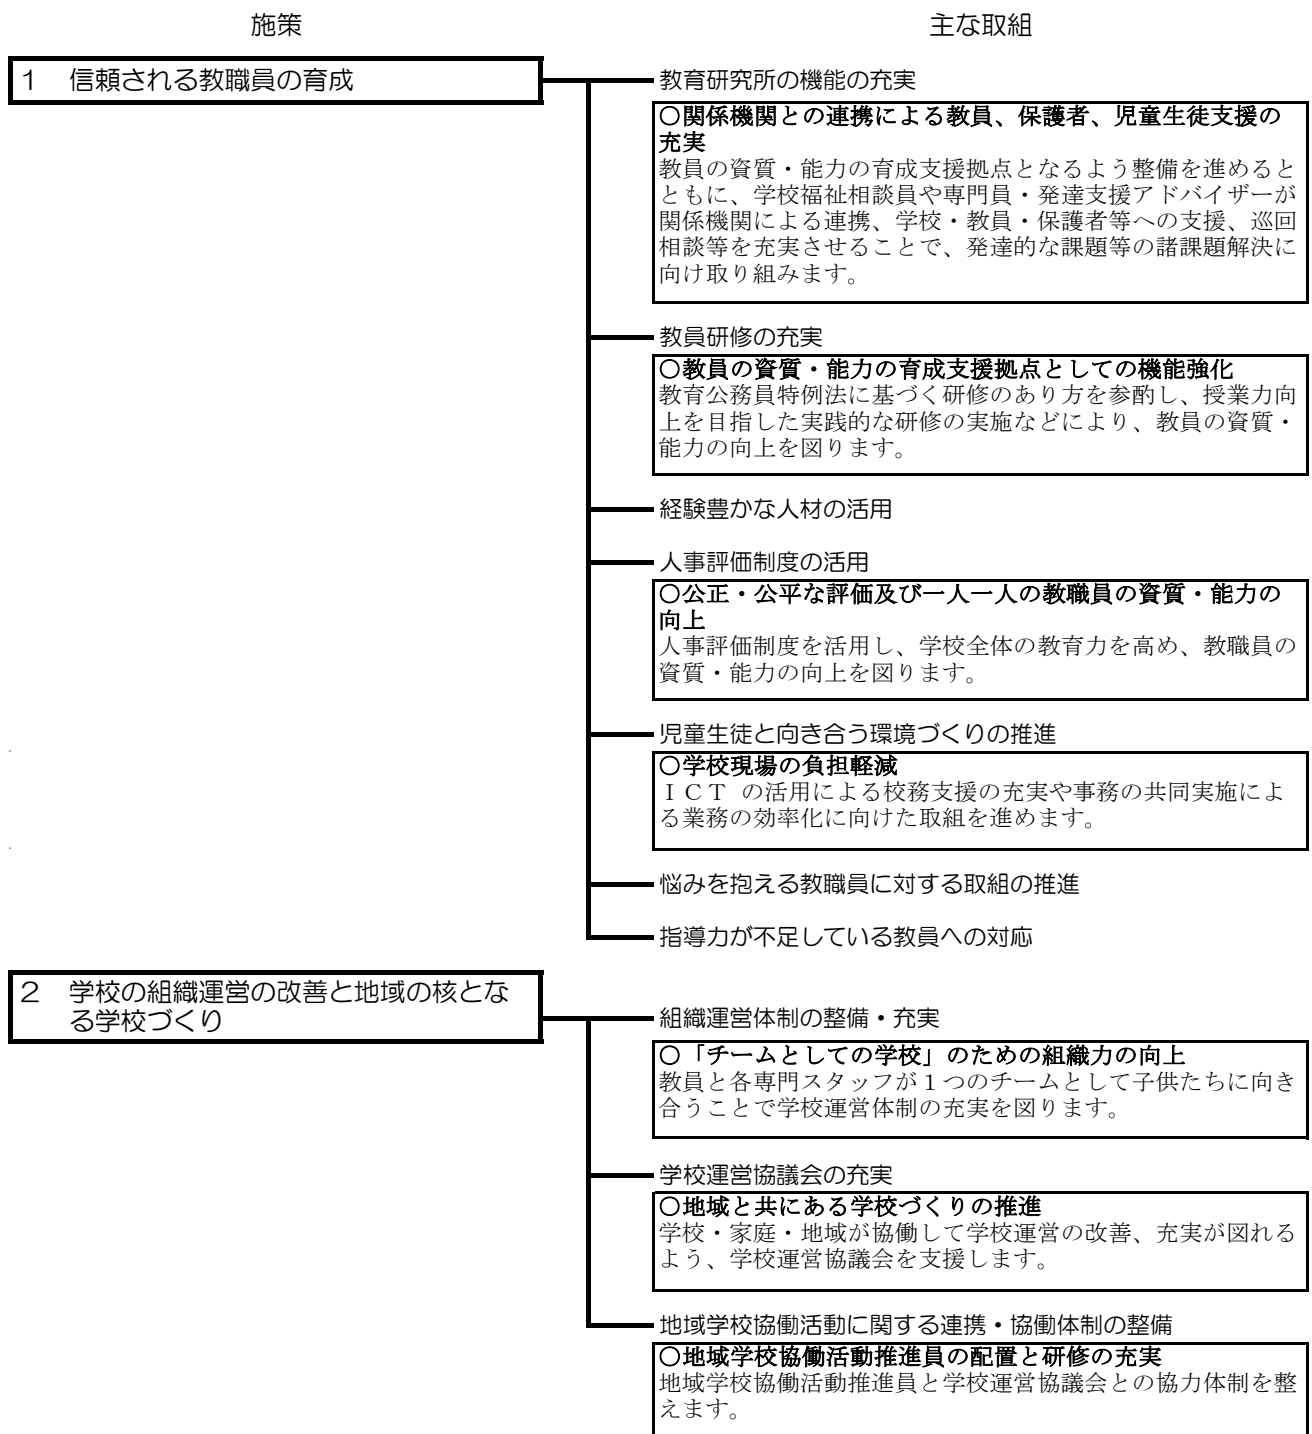 施策
主な取組
１　信頼される教職員の育成
教育研究所の機能の充実
〇関係機関との連携による教員、保護者、児童生徒支援の
充実
教員の資質・能力の育成支援拠点となるよう整備を進めると
ともに、学校福祉相談員や専門員・発達支援アドバイザーが
関係機関による連携、学校・教員・保護者等への支援、巡回
相談等を充実させることで、発達的な課題等の諸課題解決に
向け取り組みます。
教員研修の充実
〇教員の資質・能力の育成支援拠点としての機能強化
教育公務員特例法に基づく研修のあり方を参酌し、授業力向
上を目指した実践的な研修の実施などにより、教員の資質・
能力の向上を図ります。
経験豊かな人材の活用
人事評価制度の活用
〇公正・公平な評価及び一人一人の教職員の資質・能力の
向上
人事評価制度を活用し、学校全体の教育力を高め、教職員の
資質・能力の向上を図ります。
児童生徒と向き合う環境づくりの推進
〇学校現場の負担軽減
ＩＣＴ の活用による校務支援の充実や事務の共同実施によ
る業務の効率化に向けた取組を進めます。
悩みを抱える教職員に対する取組の推進
指導力が不足している教員への対応
２　学校の組織運営の改善と地域の核とな
る学校づくり
組織運営体制の整備・充実
〇「チームとしての学校」のための組織力の向上
教員と各専門スタッフが１つのチームとして子供たちに向き
合うことで学校運営体制の充実を図ります。
学校運営協議会の充実
〇地域と共にある学校づくりの推進
学校・家庭・地域が協働して学校運営の改善、充実が図れる
よう、学校運営協議会を支援します。
地域学校協働活動に関する連携・協働体制の整備
〇地域学校協働活動推進員の配置と研修の充実
地域学校協働活動推進員と学校運営協議会との協力体制を整
えます。